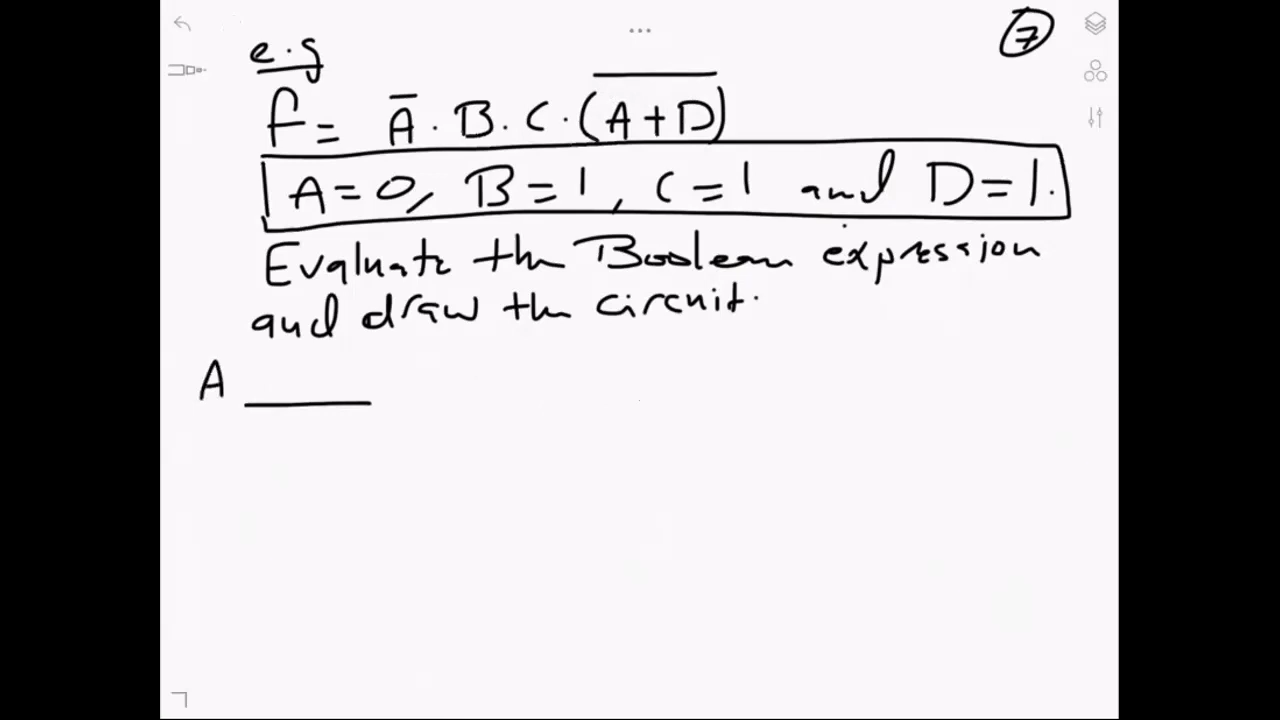 e.g
⑦
f = A̅ . B . C . (A̅ ̅+̅ ̅D̅)
A = 0, B = 1, C = 1 and D = 1.
Evaluate the Boolean expression
and draw the circuit.
A